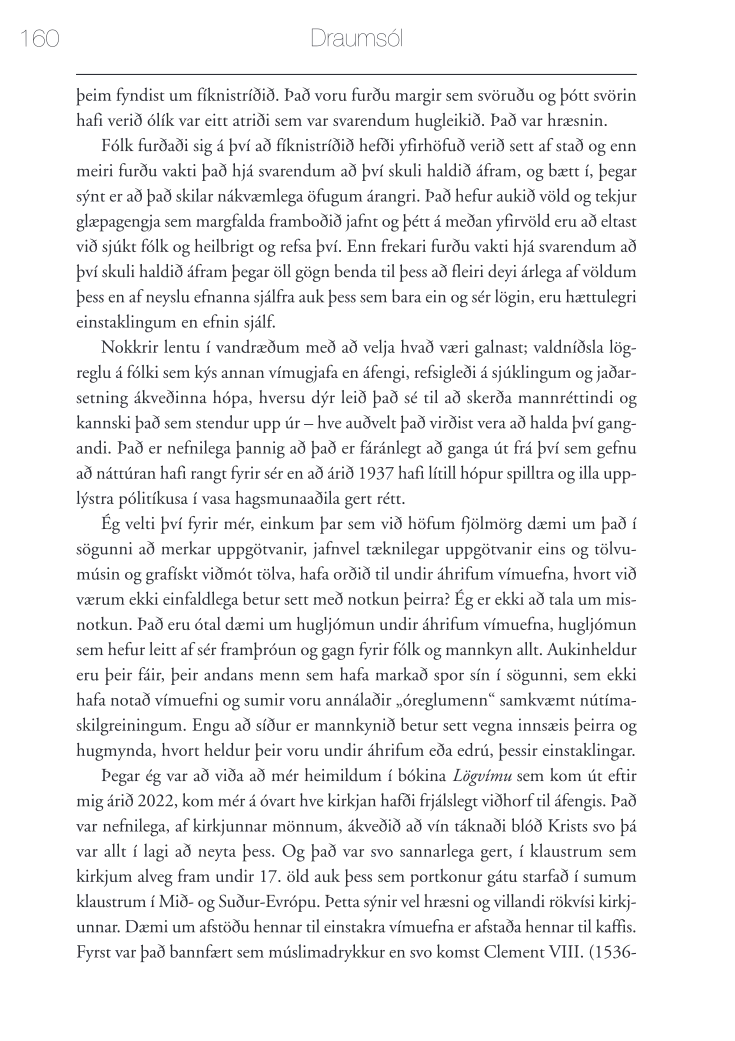 160
Draumsól
þeim fyndist um fíknistríðið. Það voru furðu margir sem svöruðu og þótt svörin
hafi verið ólík var eitt atriði sem var svarendum hugleikið. Það var hræsnin.
Fólk furðaði sig á því að fíknistríðið hefði yfirhöfuð verið sett af stað og enn
meiri furðu vakti það hjá svarendum að því skuli haldið áfram, og bætt í, þegar
sýnt er að það skilar nákvæmlega öfugum árangri. Það hefur aukið völd og tekjur
glæpagengja sem margfalda framboðið jafnt og þétt á meðan yfirvöld eru að eltast
við sjúkt fólk og heilbrigt og refsa því. Enn frekari furðu vakti hjá svarendum að
því skuli haldið áfram þegar öll gögn benda til þess að fleiri deyi árlega af völdum
þess en af neyslu efnanna sjálfra auk þess sem bara ein og sér lögin, eru hættulegri
einstaklingum en efnin sjálf.
Nokkrir lentu í vandræðum með að velja hvað væri galnast; valdníðsla lög-
reglu á fólki sem kýs annan vímugjafa en áfengi, refsigleði á sjúklingum og jaðar-
setning ákveðinna hópa, hversu dýr leið það sé til að skerða mannréttindi og
kannski það sem stendur upp úr – hve auðvelt það virðist vera að halda því gang-
andi. Það er nefnilega þannig að það er fáránlegt að ganga út frá því sem gefnu
að náttúran hafi rangt fyrir sér en að árið 1937 hafi lítill hópur spilltra og illa upp-
lýstra pólitíkusa í vasa hagsmunaaðila gert rétt.
Ég velti því fyrir mér, einkum þar sem við höfum fjölmörg dæmi um það í
sögunni að merkar uppgötvanir, jafnvel tæknilegar uppgötvanir eins og tölvu-
músin og grafískt viðmót tölva, hafa orðið til undir áhrifum vímuefna, hvort við
værum ekki einfaldlega betur sett með notkun þeirra? Ég er ekki að tala um mis-
notkun. Það eru ótal dæmi um hugljómun undir áhrifum vímuefna, hugljómun
sem hefur leitt af sér framþróun og gagn fyrir fólk og mannkyn allt. Aukinheldur
eru þeir fáir, þeir andans menn sem hafa markað spor sín í sögunni, sem ekki
hafa notað vímuefni og sumir voru annálaðir „óreglumenn“ samkvæmt nútíma-
skilgreiningum. Engu að síður er mannkynið betur sett vegna innsæis þeirra og
hugmynda, hvort heldur þeir voru undir áhrifum eða edrú, þessir einstaklingar.
Þegar ég var að viða að mér heimildum í bókina Lögvímu sem kom út eftir
mig árið 2022, kom mér á óvart hve kirkjan hafði frjálslegt viðhorf til áfengis. Það
var nefnilega, af kirkjunnar mönnum, ákveðið að vín táknaði blóð Krists svo þá
var allt í lagi að neyta þess. Og það var svo sannarlega gert, í klaustrum sem
kirkjum alveg fram undir 17. öld auk þess sem portkonur gátu starfað í sumum
klaustrum í Mið- og Suður-Evrópu. Þetta sýnir vel hræsni og villandi rökvísi kirkj-
unnar. Dæmi um afstöðu hennar til einstakra vímuefna er afstaða hennar til kaffis.
Fyrst var það bannfært sem múslimadrykkur en svo komst Clement VIII. (1536-